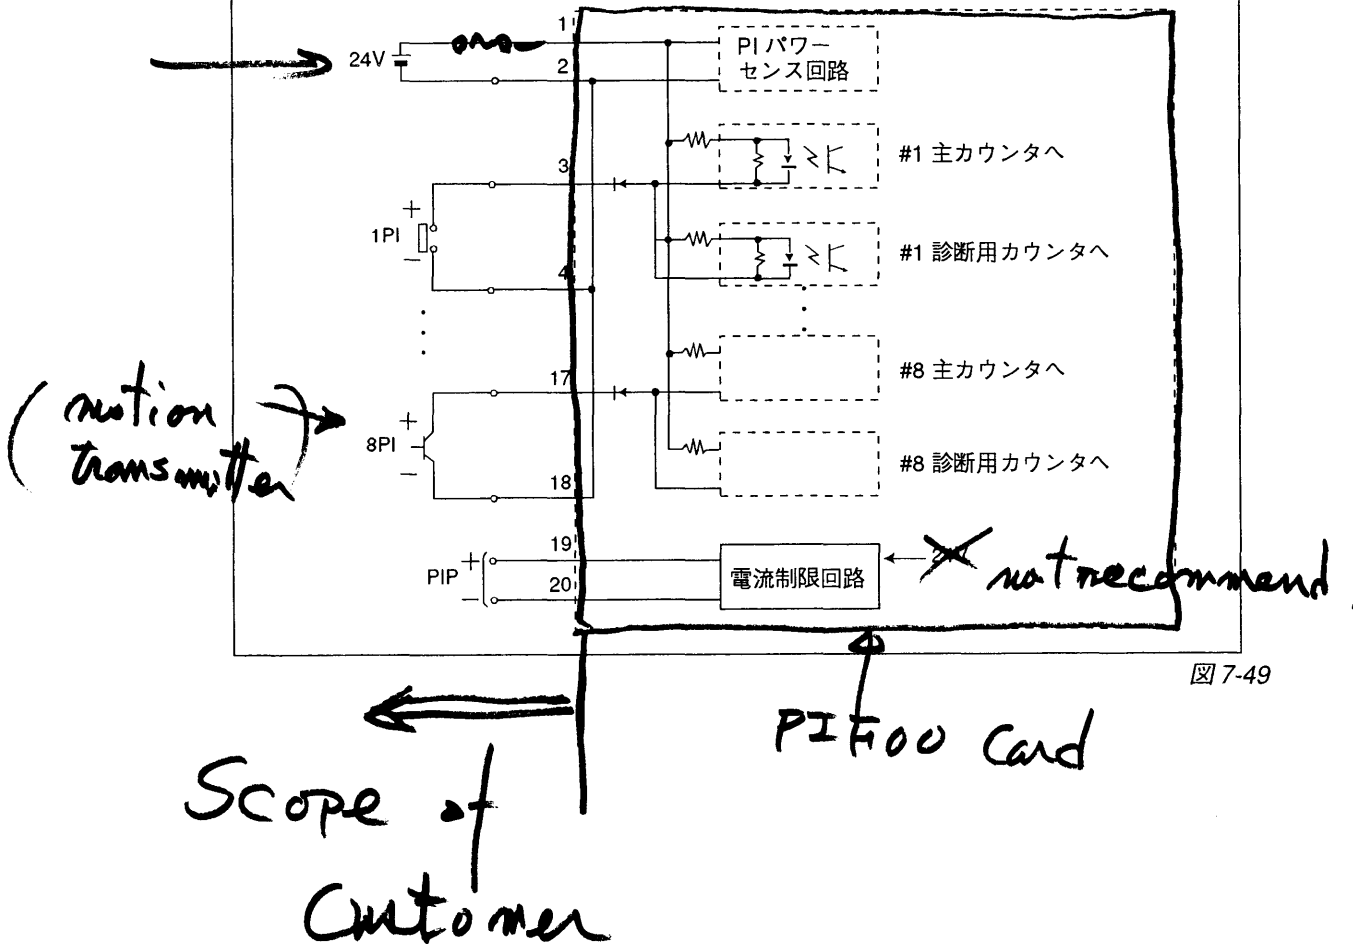 1
24V
2
PI パワー
センス回路
3
#1 主カウンタへ
+
1PI
−
4
#1 診断用カウンタへ
17
#8 主カウンタへ
(motion
transmitter)
+
8PI
−
18
#8 診断用カウンタへ
19
PIP
+
−
20
電流制限回路
not recommend.
図 7-49
PIF00 Card
Scope of
Customer